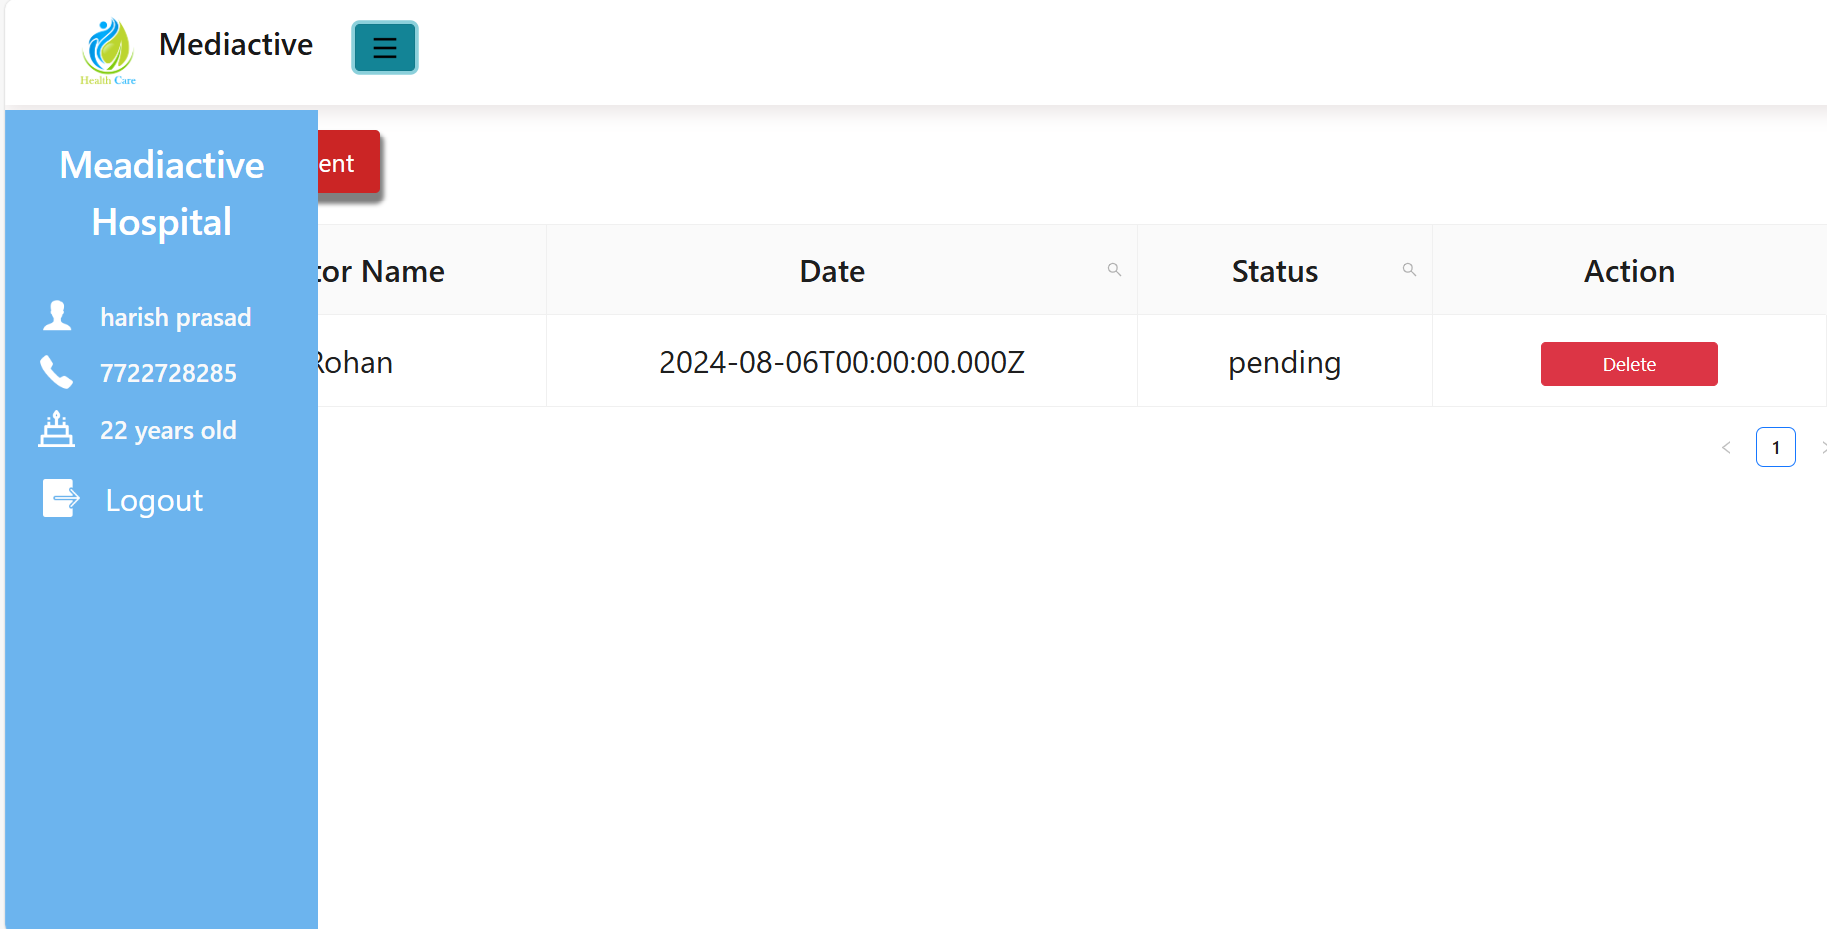 Mediactive
Health Care
Meadiactive
Hospital
harish prasad
7722728285
22 years old
Logout
ent
tor Name
Date
Status
Action
Rohan
2024-08-06T00:00:00.000Z
pending
Delete
1